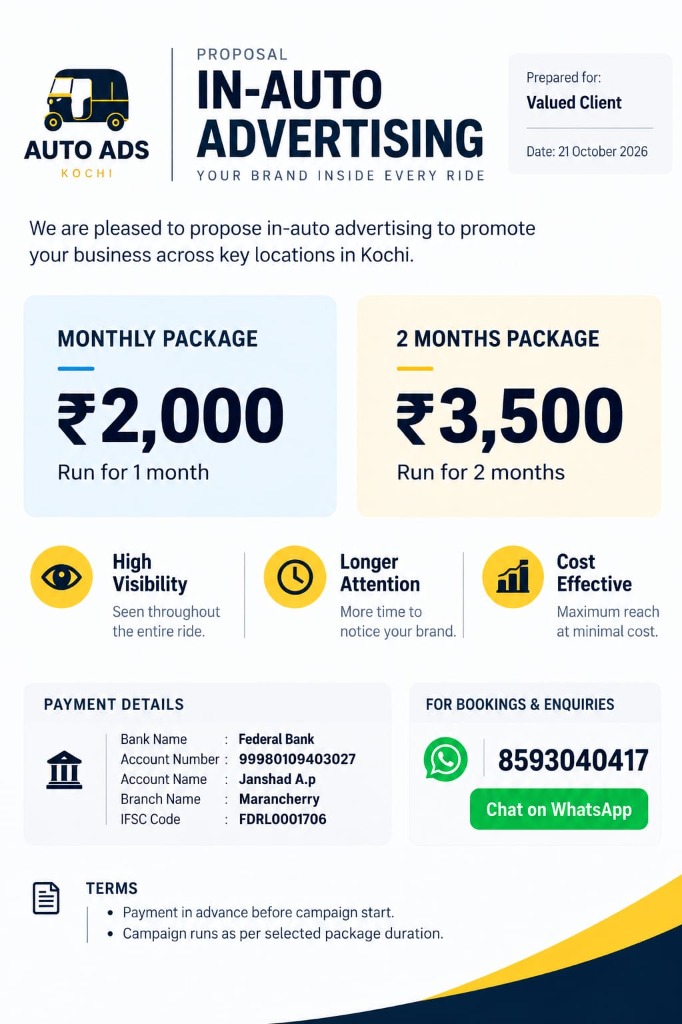 AUTO ADS
KOCHI
PROPOSAL
IN-AUTO
ADVERTISING
YOUR BRAND INSIDE EVERY RIDE
Prepared for:
Valued Client
Date: 21 October 2026
We are pleased to propose in-auto advertising to promote
your business across key locations in Kochi.
MONTHLY PACKAGE
₹2,000
Run for 1 month
2 MONTHS PACKAGE
₹3,500
Run for 2 months
High
Visibility
Seen throughout
the entire ride.
Longer
Attention
More time to
notice your brand.
Cost
Effective
Maximum reach
at minimal cost.
PAYMENT DETAILS
Bank Name : Federal Bank
Account Number : 99980109403027
Account Name : Janshad A.p
Branch Name : Marancherry
IFSC Code : FDRL0001706
FOR BOOKINGS & ENQUIRIES
8593040417
Chat on WhatsApp
TERMS
• Payment in advance before campaign start.
• Campaign runs as per selected package duration.